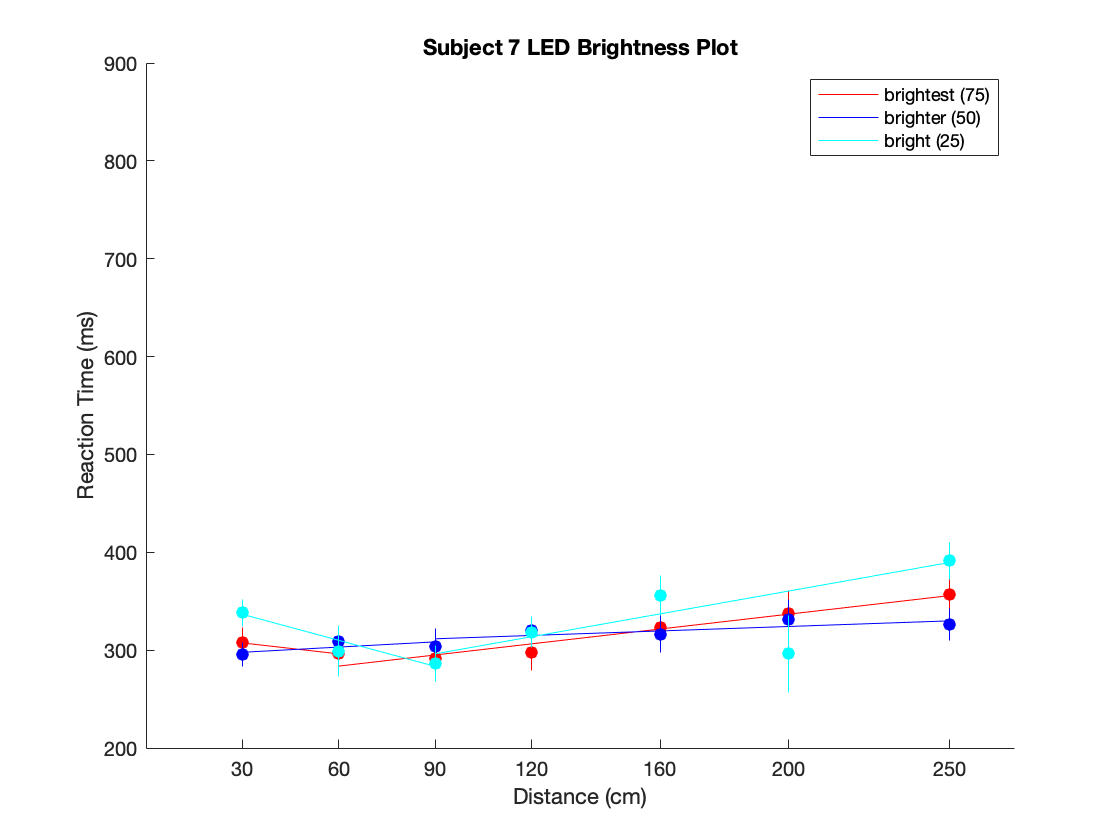 Subject 7 LED Brightness Plot
900
800
700
600
500
400
300
200
Reaction Time (ms)
brightest (75)
brighter (50)
bright (25)
30 60 90 120 160 200 250
Distance (cm)